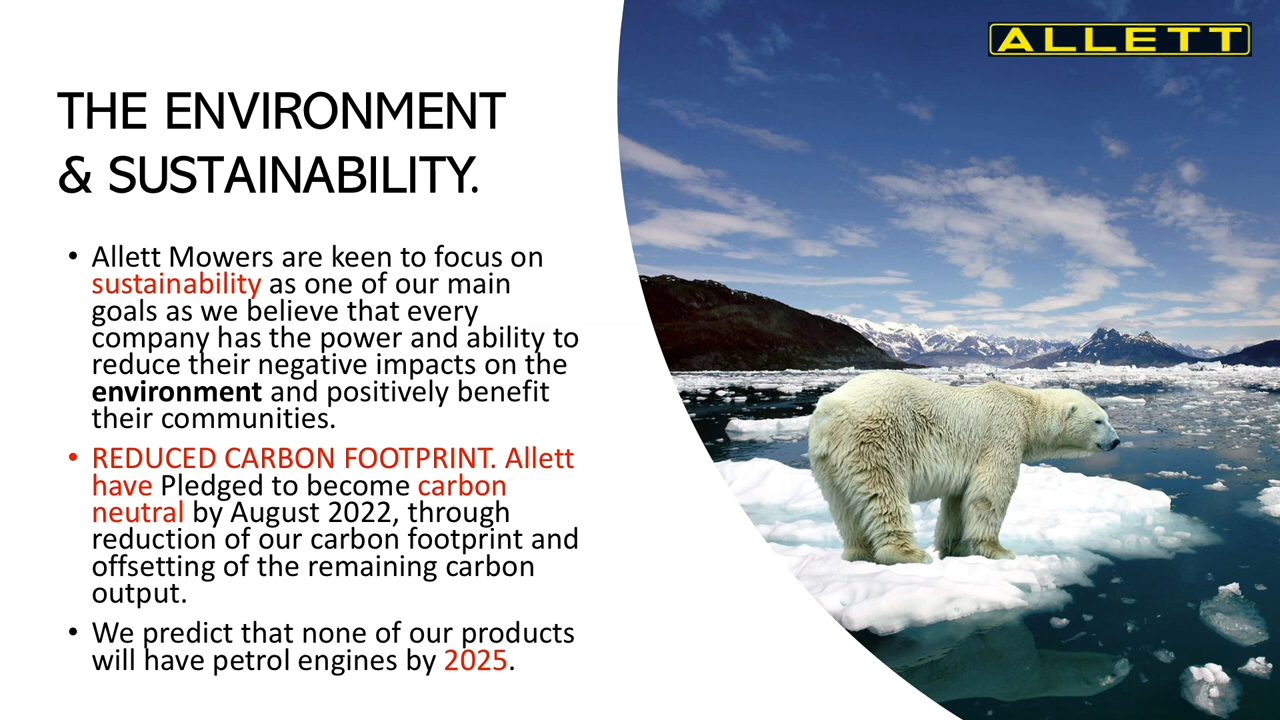 ALLETT
THE ENVIRONMENT
& SUSTAINABILITY.
• Allett Mowers are keen to focus on
sustainability as one of our main
goals as we believe that every
company has the power and ability to
reduce their negative impacts on the
environment and positively benefit
their communities.
• REDUCED CARBON FOOTPRINT. Allett
have Pledged to become carbon
neutral by August 2022, through
reduction of our carbon footprint and
offsetting of the remaining carbon
output.
• We predict that none of our products
will have petrol engines by 2025.